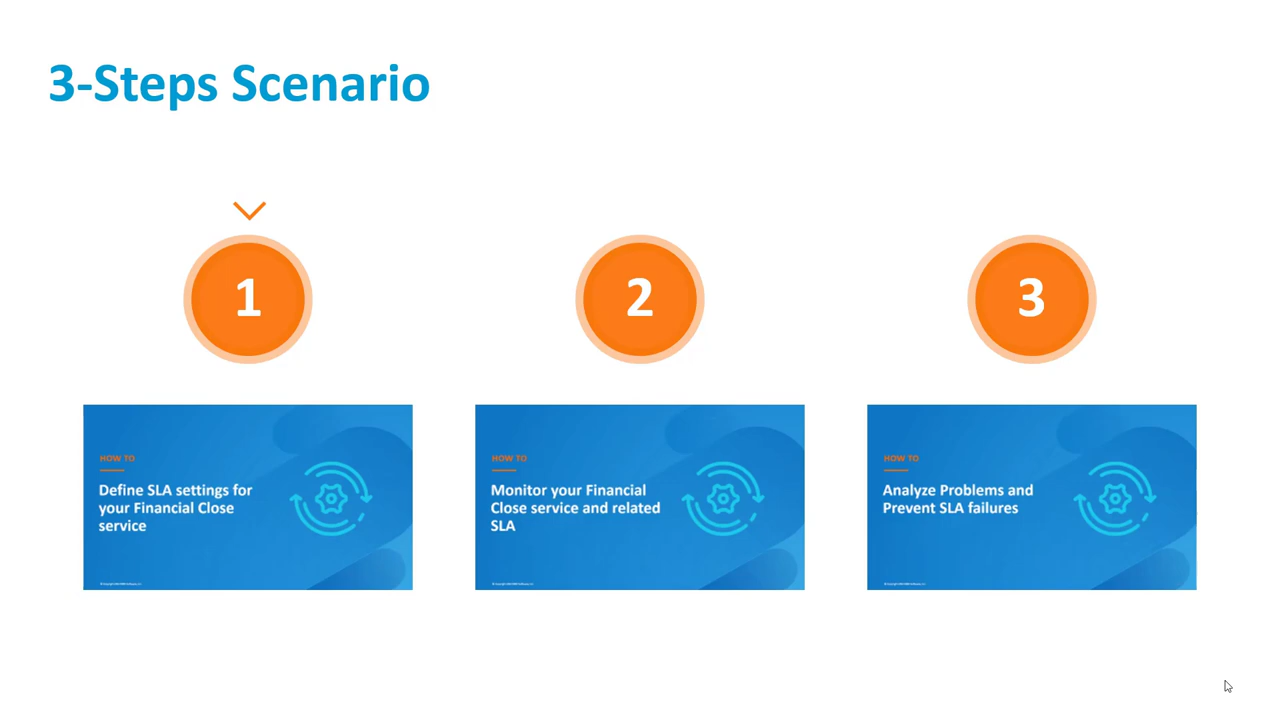 3-Steps Scenario
1
2
3
HOW TO
Define SLA settings for
your Financial Close
service
HOW TO
Monitor your Financial
Close service and related
SLA
HOW TO
Analyze Problems and
Prevent SLA failures